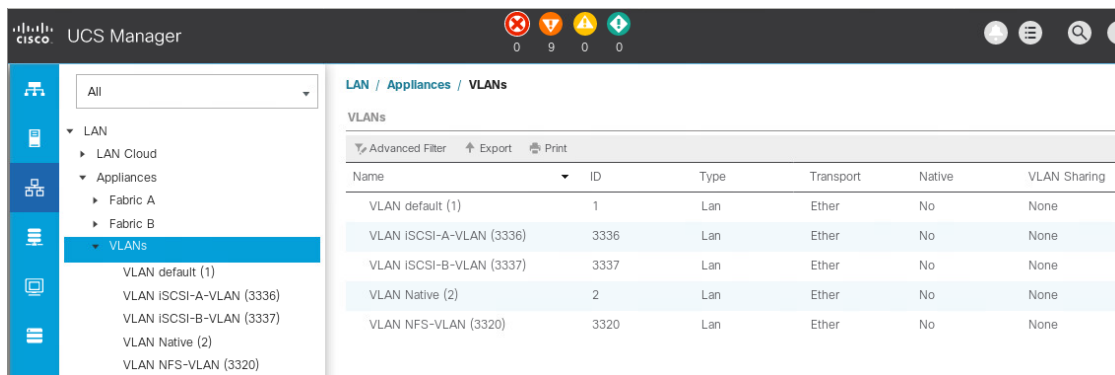 CISCO UCS Manager
0 9 0 0
All
LAN
LAN Cloud
Appliances
Fabric A
Fabric B
VLANs
VLAN default (1)
VLAN iSCSI-A-VLAN (3336)
VLAN iSCSI-B-VLAN (3337)
VLAN Native (2)
VLAN NFS-VLAN (3320)
LAN / Appliances / VLANs
VLANs
Advanced Filter Export Print
Name ID Type Transport Native VLAN Sharing
VLAN default (1) 1 Lan Ether No None
VLAN iSCSI-A-VLAN (3336) 3336 Lan Ether No None
VLAN iSCSI-B-VLAN (3337) 3337 Lan Ether No None
VLAN Native (2) 2 Lan Ether No None
VLAN NFS-VLAN (3320) 3320 Lan Ether No None